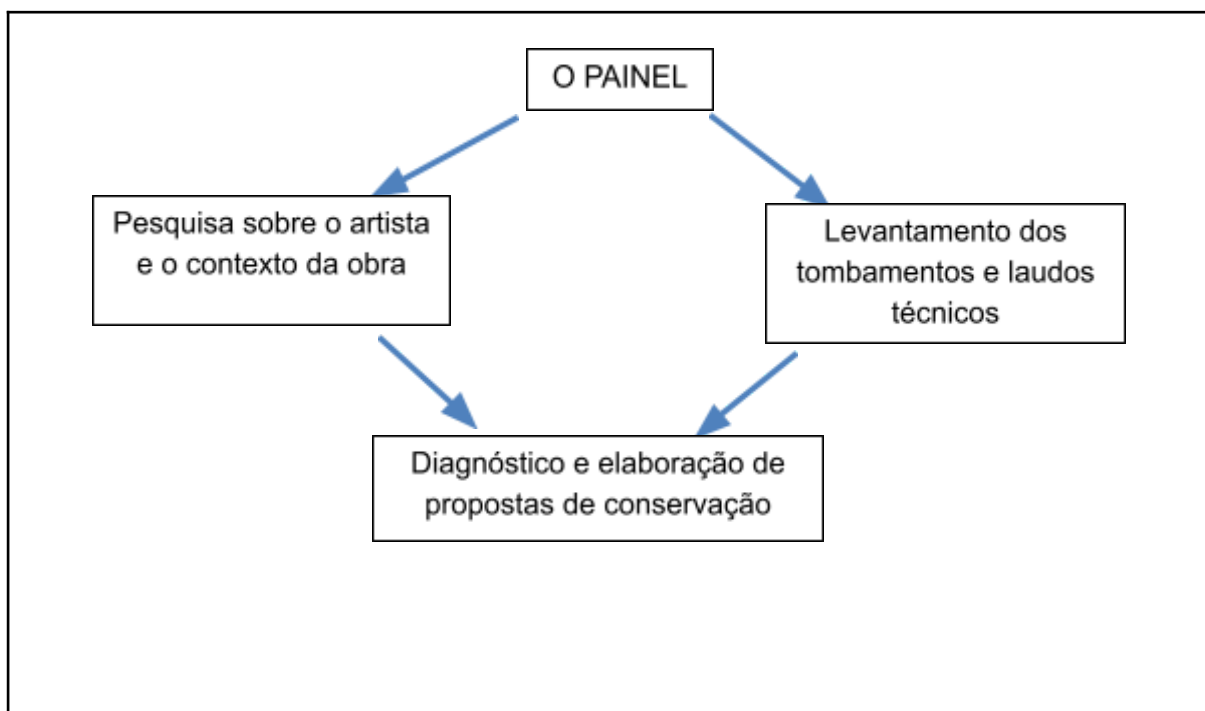 O PAINEL
Pesquisa sobre o artista
e o contexto da obra
Levantamento dos
tombamentos e laudos
técnicos
Diagnóstico e elaboração de
propostas de conservação